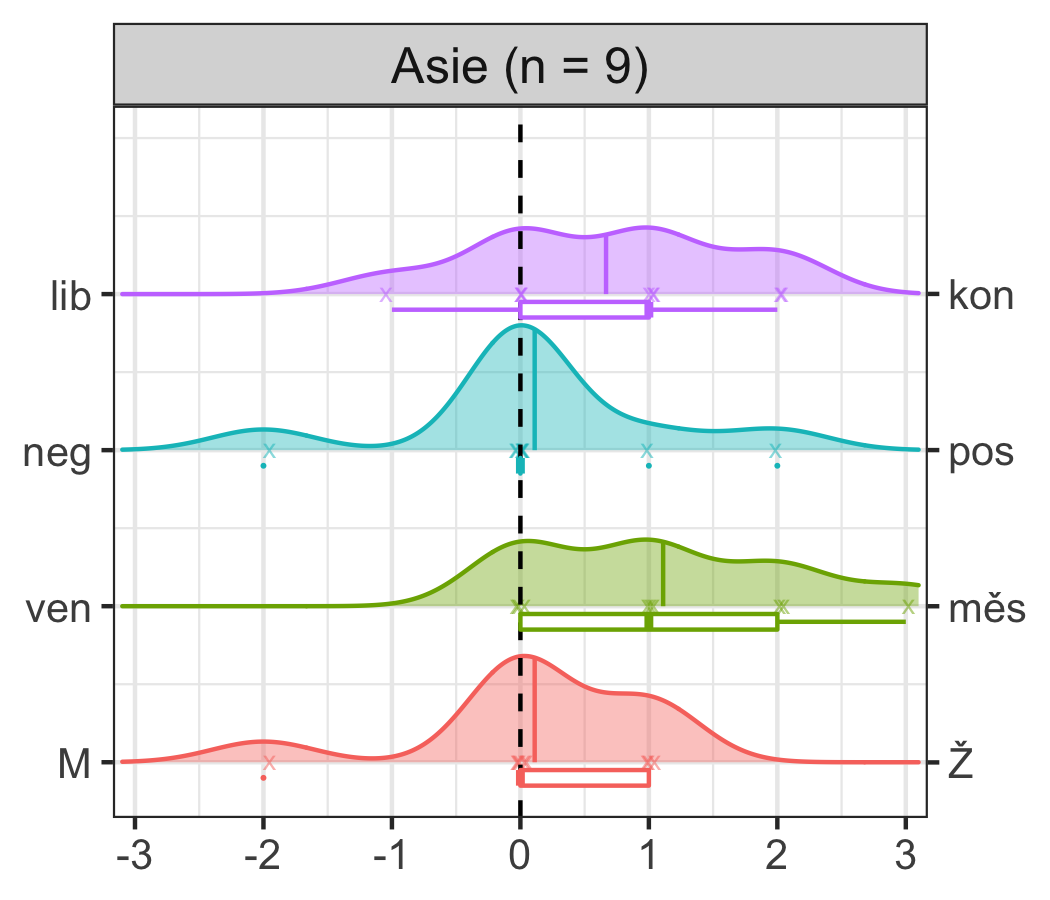 Asie (n = 9)
lib kon
neg pos
ven měs
M Ž
-3 -2 -1 0 1 2 3